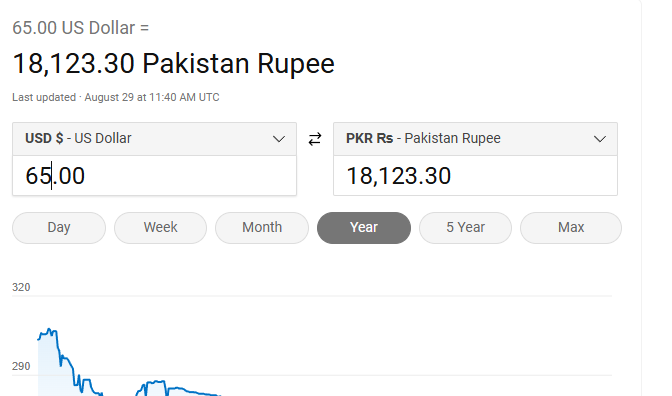 65.00 US Dollar =
18,123.30 Pakistan Rupee
Last updated · August 29 at 11:40 AM UTC
USD $ - US Dollar
PKR ₨ - Pakistan Rupee
65.00
18,123.30
Day Week Month Year 5 Year Max
320
290